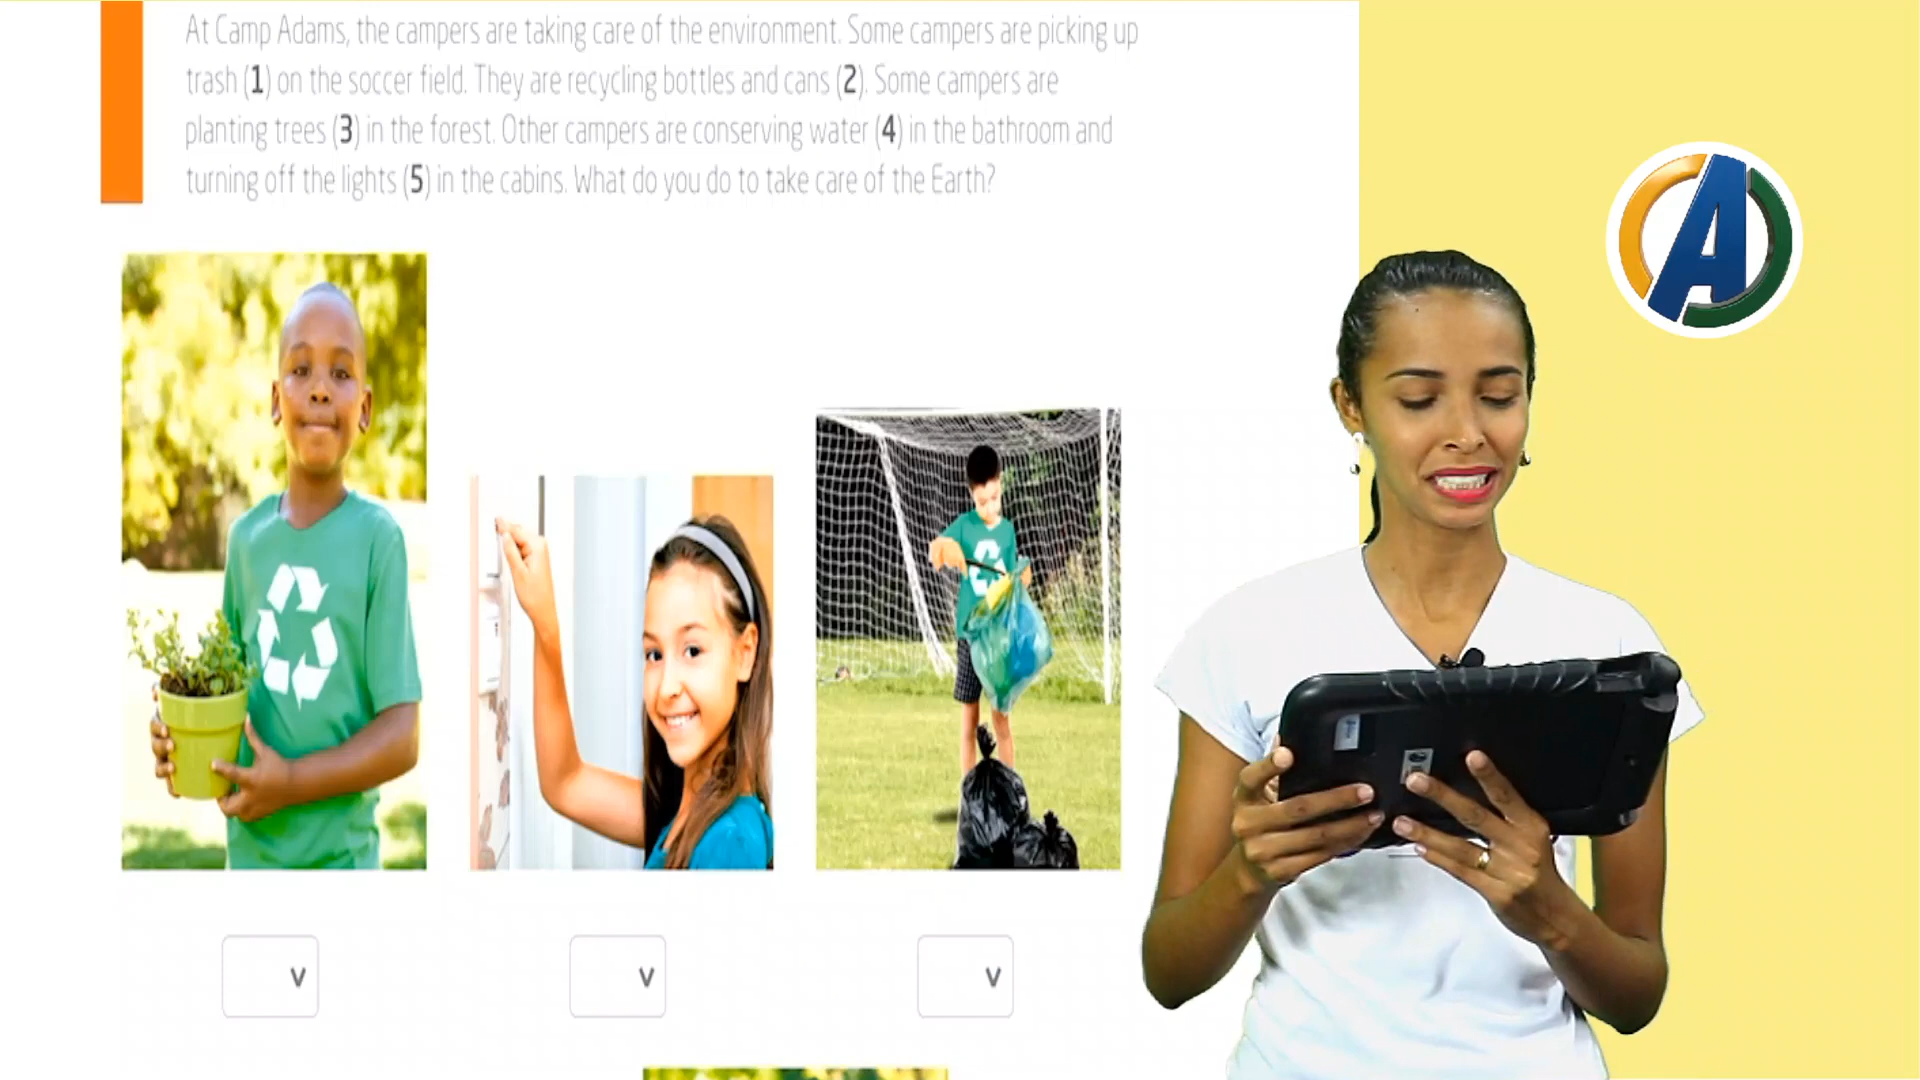 At Camp Adams, the campers are taking care of the environment. Some campers are picking up
trash (1) on the soccer field. They are recycling bottles and cans (2). Some campers are
planting trees (3) in the forest. Other campers are conserving water (4) in the bathroom and
turning off the lights (5) in the cabins. What do you do to take care of the Earth?
A